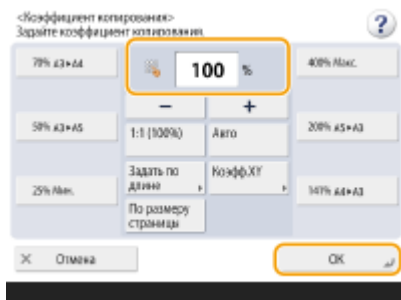 <Коэффициент копирования>
Задайте коэффициент копирования.
?
70% A3►A4
100 %
400% Макс.
− +
50% A3►A5
1:1 (100%)
Авто
200% A5►A3
25% Мин.
Задать по
длине
Коэфф.XY
141% A4►A3
По размеру
страницы
× Отмена
OK